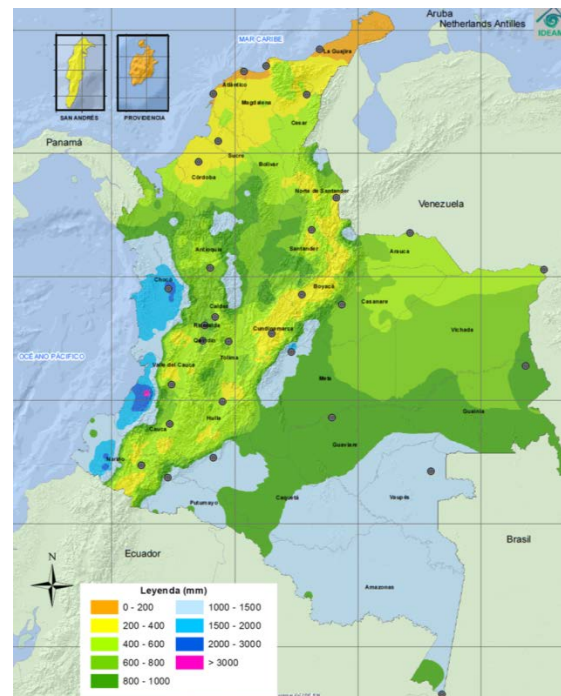 Aruba
Netherlands Antilles
IDEAM
MAR CARIBE
La Guajira
Atlántico
Magdalena
SAN ANDRÉS
PROVIDENCIA
Cesar
Panamá
Sucre
Bolívar
Córdoba
Norte de Santander
Venezuela
Antioquia
Santander
Arauca
Chocó
Boyacá
Casanare
Caldas
Risaralda
Cundinamarca
Vichada
OCÉANO PACÍFICO
Quindío
Tolima
Valle del Cauca
Meta
Huila
Guainía
Cauca
Guaviare
Nariño
Putumayo
Caquetá
Vaupés
Ecuador
Brasil
N
Amazonas
Leyenda (mm)
0 - 200
1000 - 1500
200 - 400
1500 - 2000
400 - 600
2000 - 3000
600 - 800
> 3000
800 - 1000